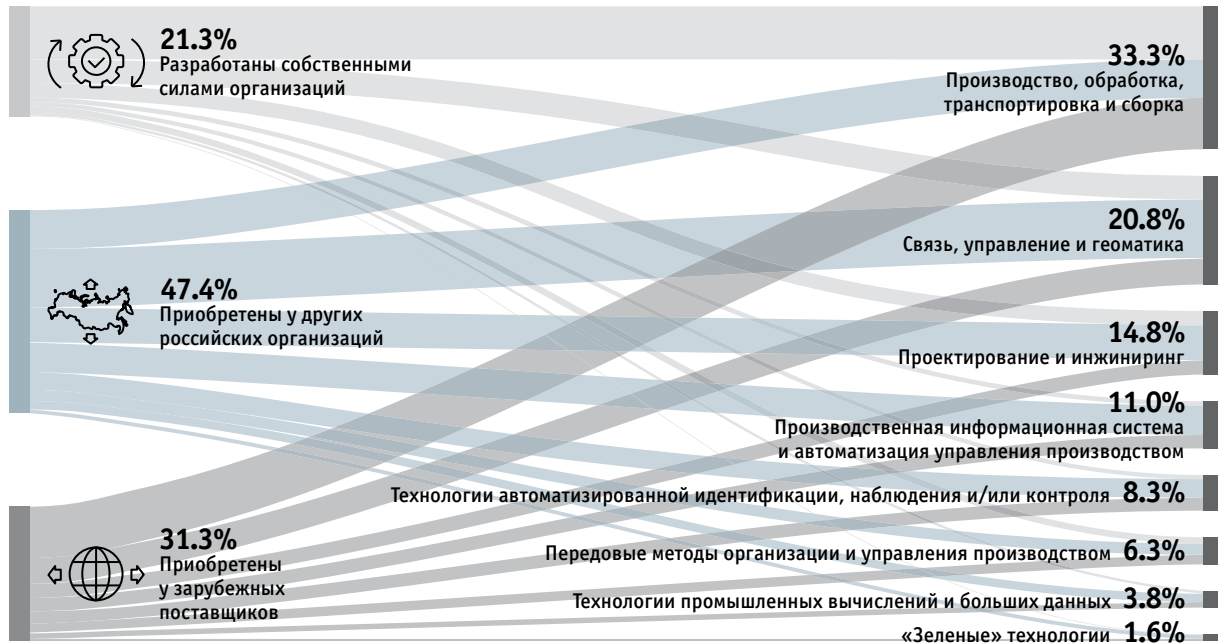 21.3%
Разработаны собственными
силами организаций
47.4%
Приобретены у других
российских организаций
31.3%
Приобретены
у зарубежных
поставщиков
33.3%
Производство, обработка,
транспортировка и сборка
20.8%
Связь, управление и геоматика
14.8%
Проектирование и инжиниринг
11.0%
Производственная информационная система
и автоматизация управления производством
Технологии автоматизированной идентификации, наблюдения и/или контроля 8.3%
Передовые методы организации и управления производством 6.3%
Технологии промышленных вычислений и больших данных 3.8%
«Зеленые» технологии 1.6%